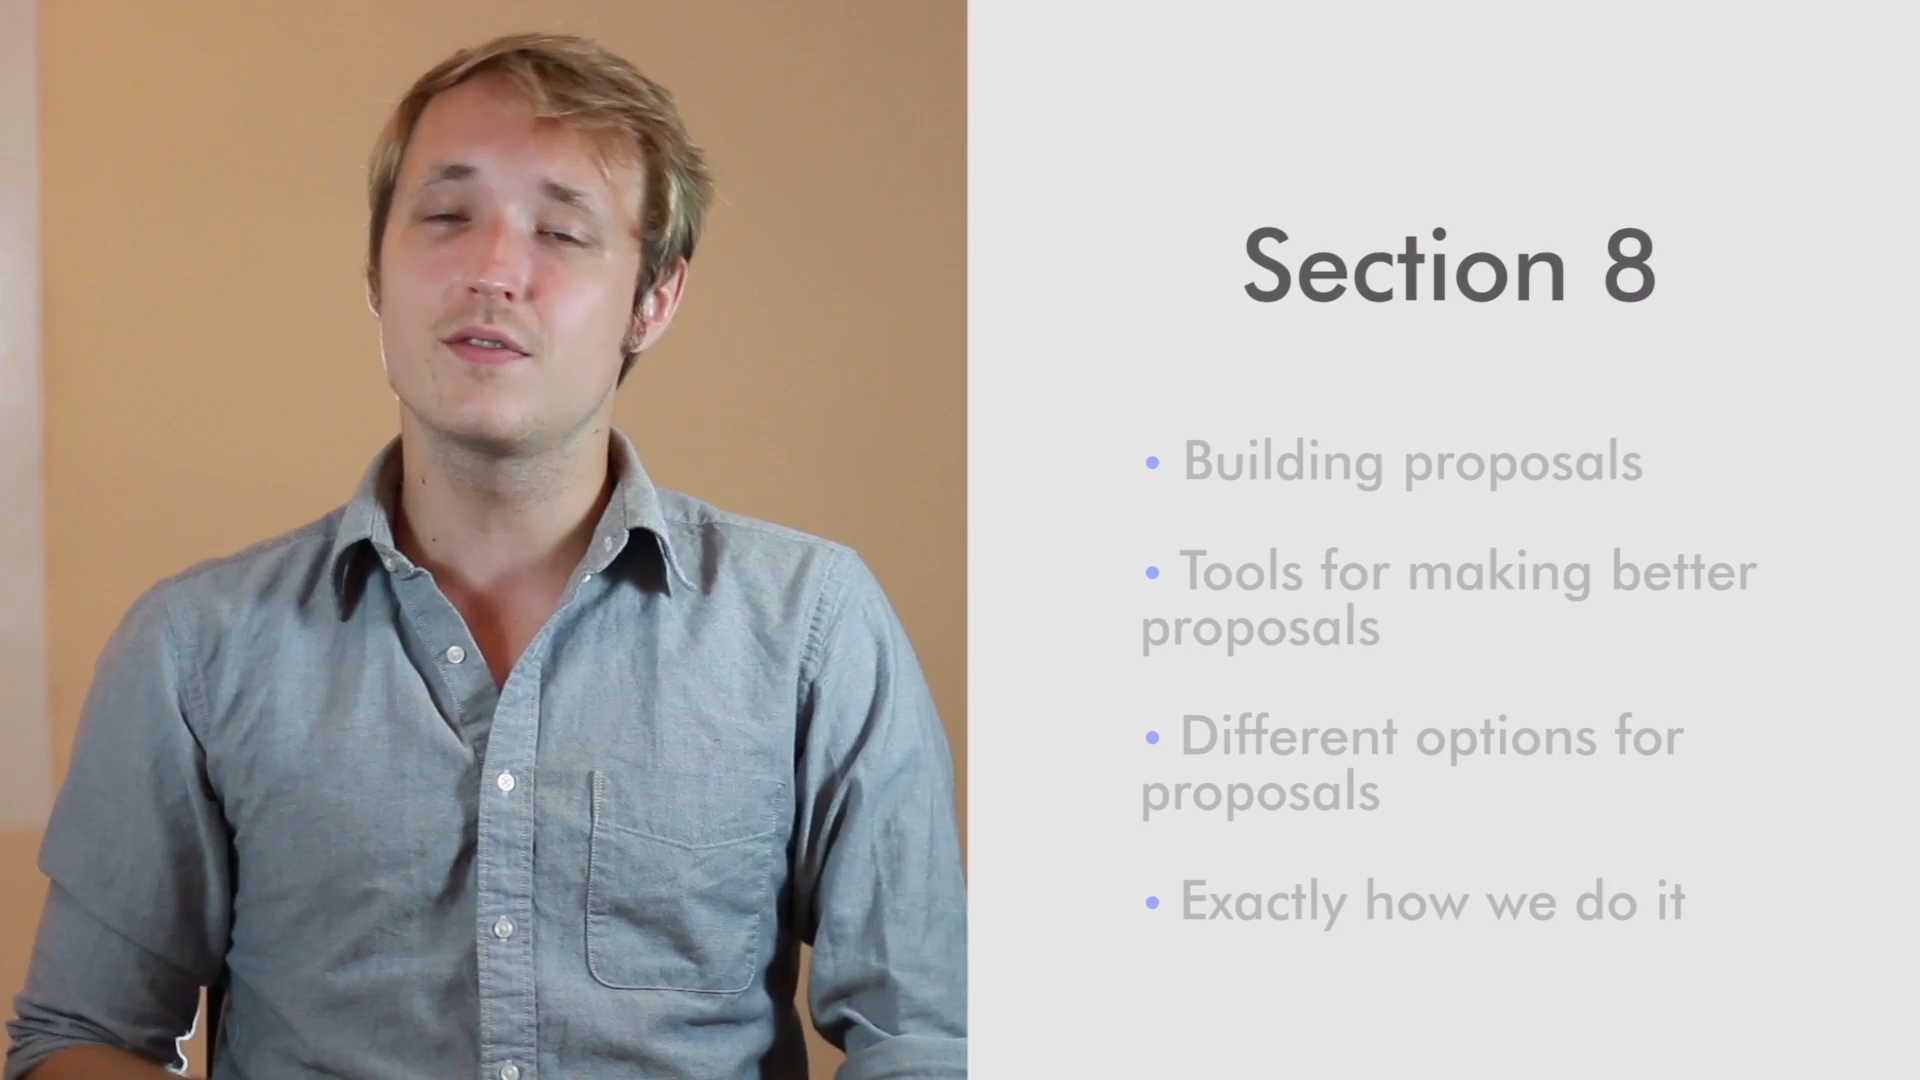 Section 8
• Building proposals
• Tools for making better
proposals
• Different options for
proposals
• Exactly how we do it